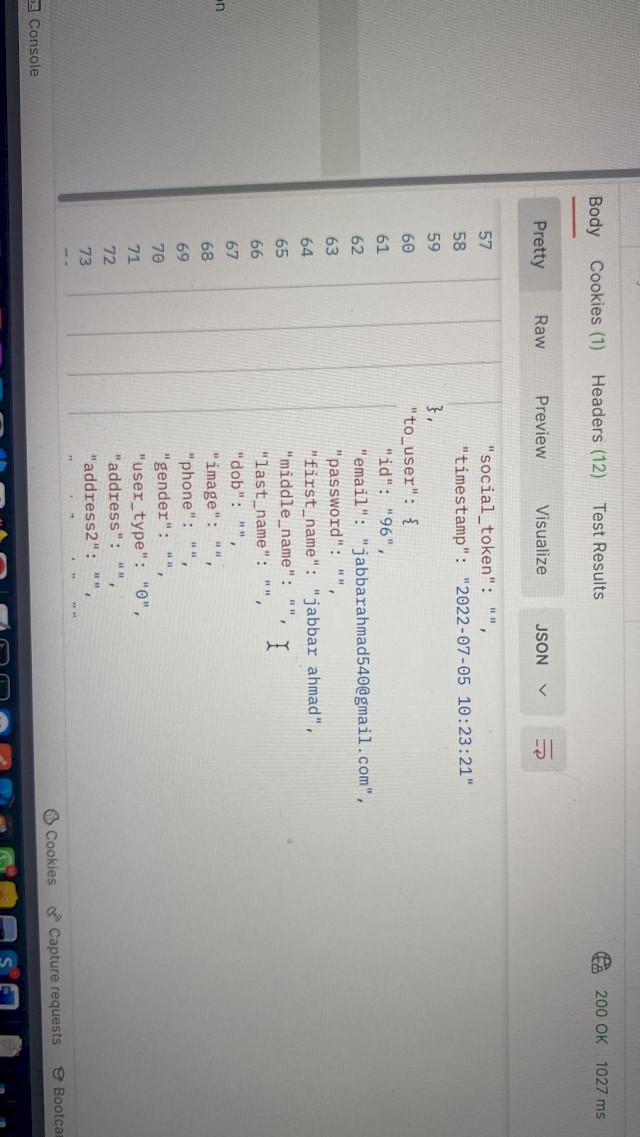 Body Cookies (1) Headers (12) Test Results 200 OK 1027 ms
Pretty Raw Preview Visualize JSON
57 "social_token": "",
58 "timestamp": "2022-07-05 10:23:21"
59 },
60 "to_user": {
61 "id": "96",
62 "email": "jabbarahmad540@gmail.com",
63 "password": "",
64 "first_name": "jabbar ahmad",
65 "middle_name": "",
66 "last_name": "",
67 "dob": "",
68 "image": "",
69 "phone": "",
70 "gender": "",
71 "user_type": "0",
72 "address": "",
73 "address2": "",
Console Cookies Capture requests